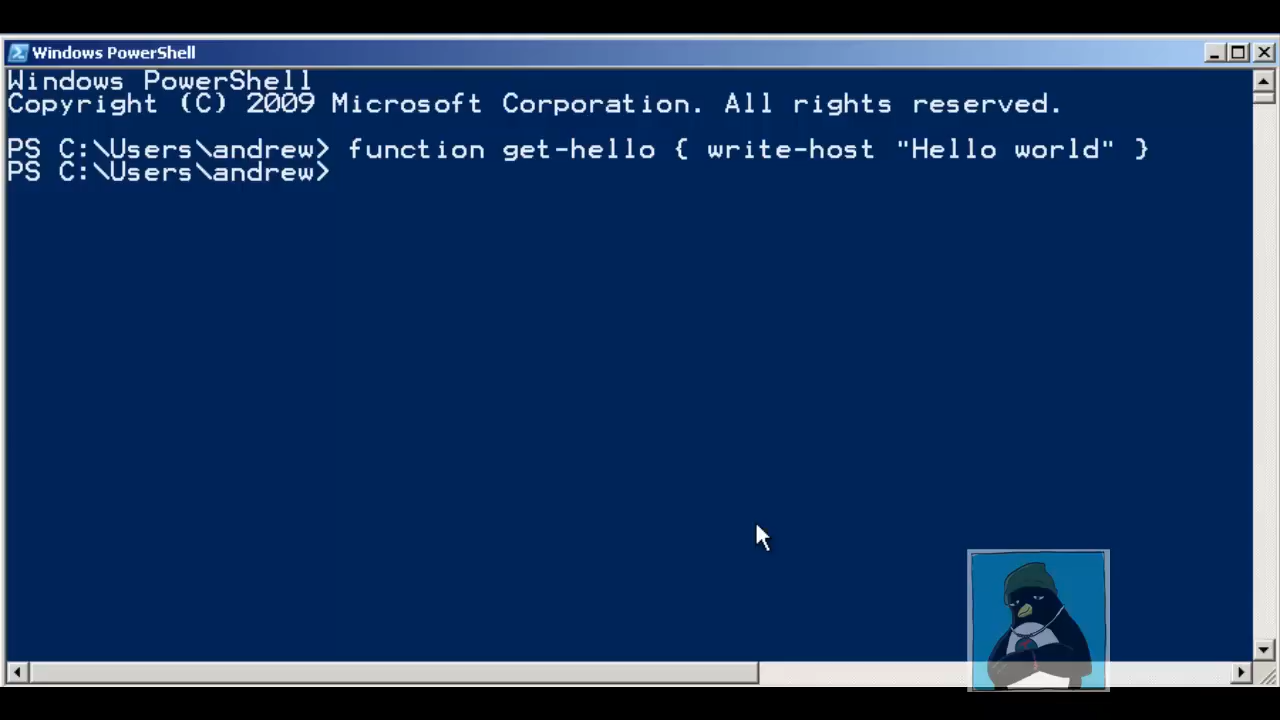 Windows PowerShell
Windows PowerShell
Copyright (C) 2009 Microsoft Corporation. All rights reserved.
PS C:\Users\andrew> function get-hello { write-host "Hello world" }
PS C:\Users\andrew>